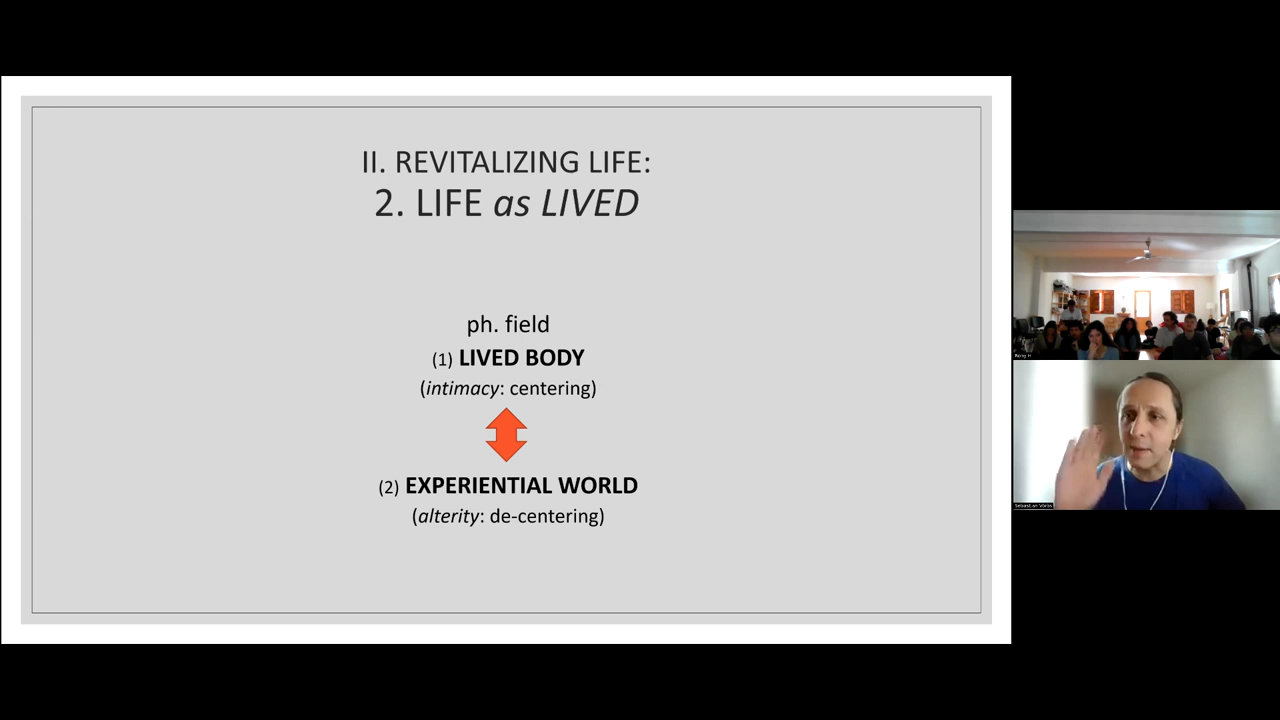 II. REVITALIZING LIFE:
2. LIFE as LIVED
ph. field
(1) LIVED BODY
(intimacy: centering)
(2) EXPERIENTIAL WORLD
(alterity: de-centering)